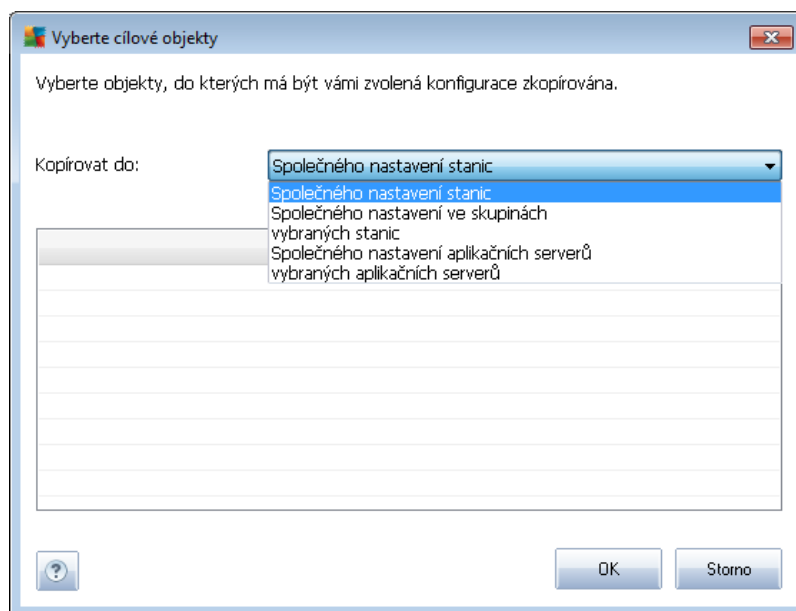 Vyberte cílové objekty
Vyberte objekty, do kterých má být vámi zvolená konfigurace zkopírována.
Kopírovat do:
Společného nastavení stanic
Společného nastavení stanic
Společného nastavení ve skupinách
vybraných stanic
Společného nastavení aplikačních serverů
vybraných aplikačních serverů
?
OK
Storno